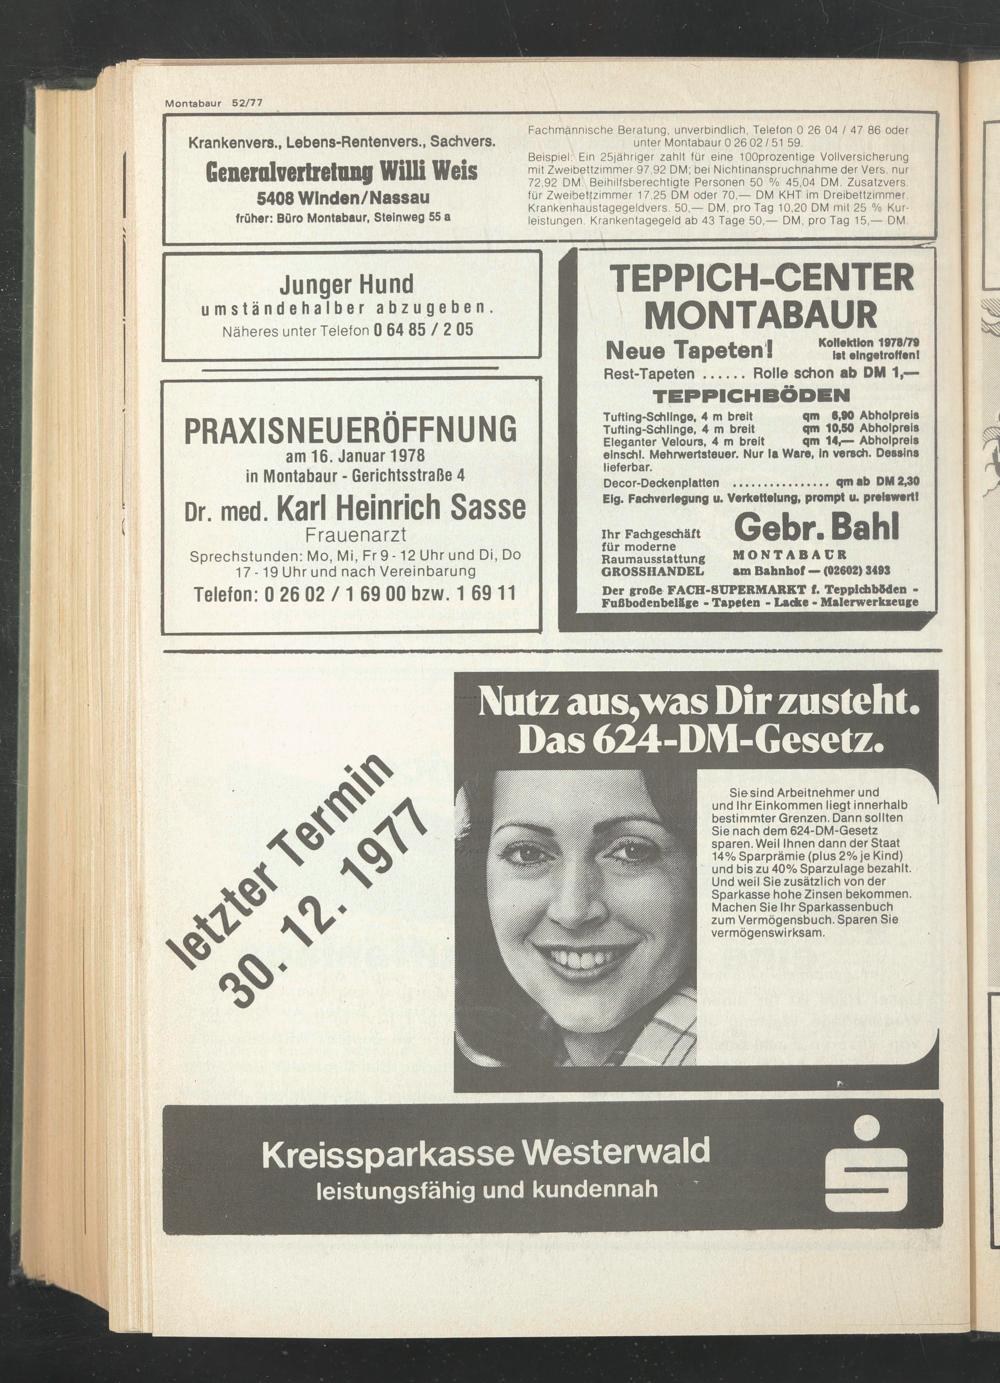 Montabaur 52/77
Krankenvers., Lebens-Rentenvers., Sachvers.
Generalvertretung Willi Weis
5408 Winden/Nassau
früher: Büro Montabaur, Steinweg 55 a
Fachmännische Beratung, unverbindlich, Telefon 0 26 04 / 47 86 oder
unter Montabaur 0 26 02 / 51 59.
Beispiel: Ein 25jähriger zahlt für eine 100prozentige Vollversicherung
mit Zweibettzimmer 97,92 DM; bei Nichtinanspruchnahme der Vers. nur
72,92 DM. Beihilfsberechtigte Personen 50 % 45,04 DM. Zusatzvers.
für Zweibettzimmer 17,25 DM oder 70,— DM KHT im Dreibettzimmer.
Krankenhaustagegeldvers. 50,— DM, pro Tag 10,20 DM mit 25 % Kur-
leistungen. Krankentagegeld ab 43 Tage 50,— DM, pro Tag 15,— DM.
Junger Hund
umständehalber abzugeben.
Näheres unter Telefon 0 64 85 / 2 05
PRAXISNEUERÖFFNUNG
am 16. Januar 1978
in Montabaur - Gerichtsstraße 4
Dr. med. Karl Heinrich Sasse
Frauenarzt
Sprechstunden: Mo, Mi, Fr 9 - 12 Uhr und Di, Do
17 - 19 Uhr und nach Vereinbarung
Telefon: 0 26 02 / 1 69 00 bzw. 1 69 11
TEPPICH-CENTER
MONTABAUR
Neue Tapeten! Kollektion 1978/79
ist eingetroffen!
Rest-Tapeten ...... Rolle schon ab DM 1,—
TEPPICHBÖDEN
Tufting-Schlinge, 4 m breit qm 6,90 Abholpreis
Tufting-Schlinge, 4 m breit qm 10,50 Abholpreis
Eleganter Velours, 4 m breit qm 14,— Abholpreis
einschl. Mehrwertsteuer. Nur Ia Ware, in versch. Dessins
lieferbar.
Decor-Deckenplatten ................ qm ab DM 2,30
Eig. Fachverlegung u. Verkettelung, prompt u. preiswert!
Ihr Fachgeschäft
für moderne
Raumausstattung
GROSSHANDEL
Gebr. Bahl
MONTABAUR
am Bahnhof — (02602) 3493
Der große FACH-SUPERMARKT f. Teppichböden -
Fußbodenbeläge - Tapeten - Lacke - Malerwerkzeuge
letzter Termin
30. 12. 1977
Nutz aus, was Dir zusteht.
Das 624-DM-Gesetz.
Sie sind Arbeitnehmer und
und Ihr Einkommen liegt innerhalb
bestimmter Grenzen. Dann sollten
Sie nach dem 624-DM-Gesetz
sparen. Weil Ihnen dann der Staat
14% Sparprämie (plus 2% je Kind)
und bis zu 40% Sparzulage bezahlt.
Und weil Sie zusätzlich von der
Sparkasse hohe Zinsen bekommen.
Machen Sie Ihr Sparkassenbuch
zum Vermögensbuch. Sparen Sie
vermögenswirksam.
Kreissparkasse Westerwald
leistungsfähig und kundennah